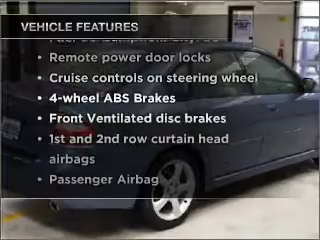 VEHICLE FEATURES
• Remote power door locks
• Cruise controls on steering wheel
• 4-wheel ABS Brakes
• Front Ventilated disc brakes
• 1st and 2nd row curtain head
airbags
• Passenger Airbag